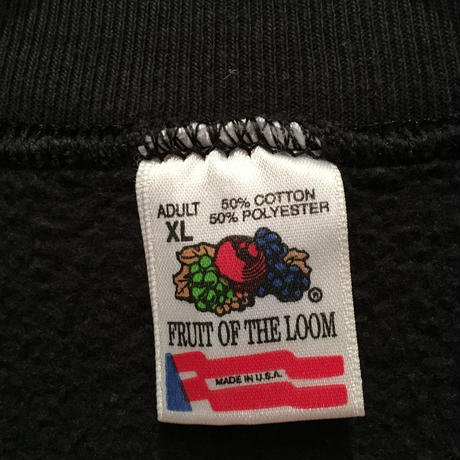 ADULT 50% COTTON
XL 50% POLYESTER
®
FRUIT OF THE LOOM
MADE IN U.S.A.